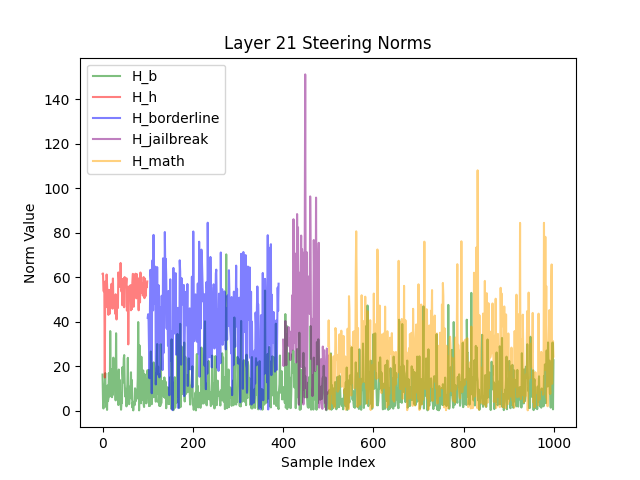 Layer 21 Steering Norms
H_b
H_h
H_borderline
H_jailbreak
H_math
Norm Value
140
120
100
80
60
40
20
0
0 200 400 600 800 1000
Sample Index